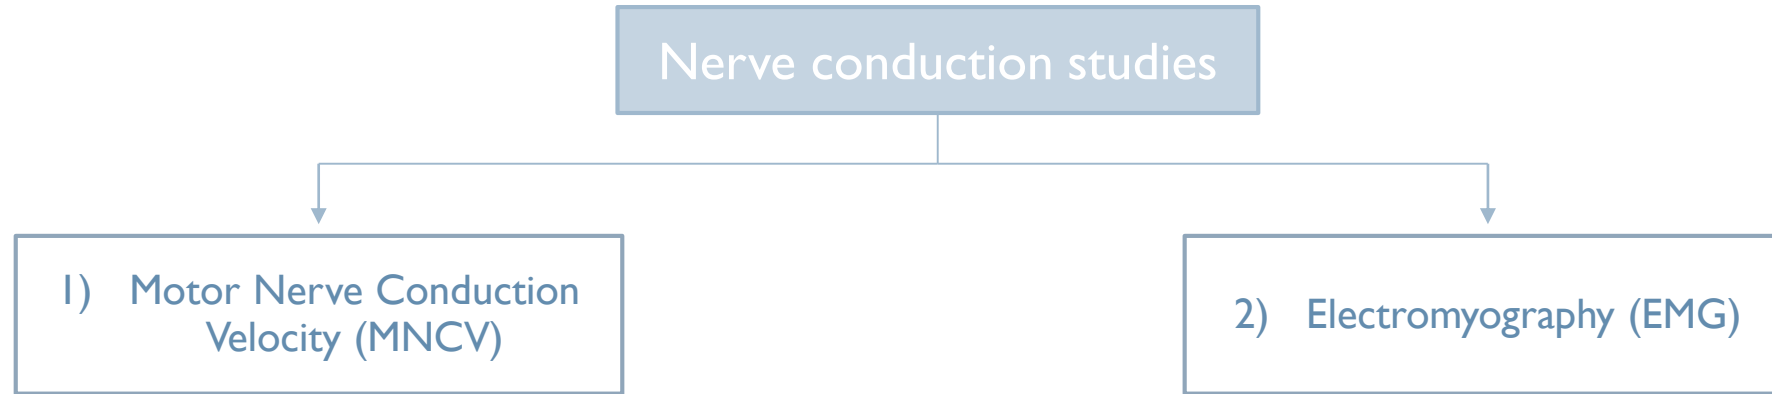 Nerve conduction studies
1) Motor Nerve Conduction
Velocity (MNCV)
2) Electromyography (EMG)